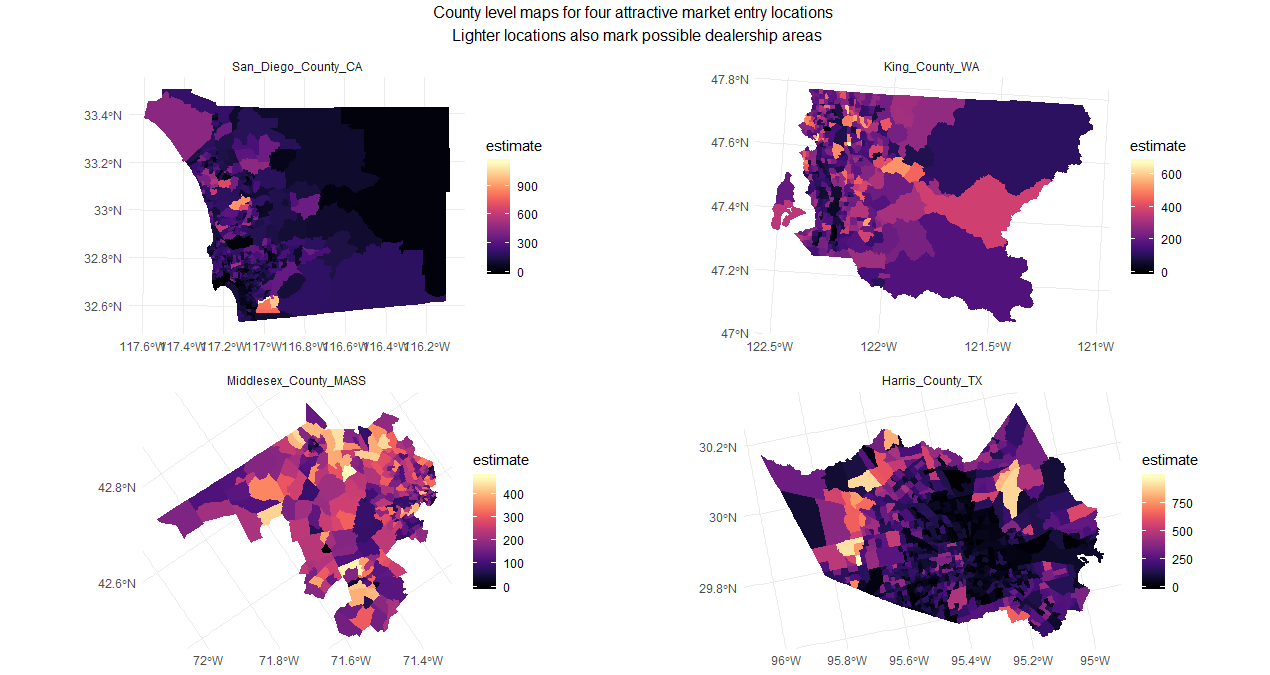 County level maps for four attractive market entry locations
Lighter locations also mark possible dealership areas
San_Diego_County_CA
33.4°N
33.2°N
33°N
32.8°N
32.6°N
117.6°W117.4°W117.2°W117°W116.8°W116.6°W116.4°W116.2°W
estimate
900
600
300
0
King_County_WA
47.8°N
47.6°N
47.4°N
47.2°N
47°N
122.5°W 122°W 121.5°W 121°W
estimate
600
400
200
0
Middlesex_County_MASS
42.8°N
42.6°N
72°W 71.8°W 71.6°W 71.4°W
estimate
400
300
200
100
0
Harris_County_TX
30.2°N
30°N
29.8°N
96°W 95.8°W 95.6°W 95.4°W 95.2°W 95°W
estimate
750
500
250
0